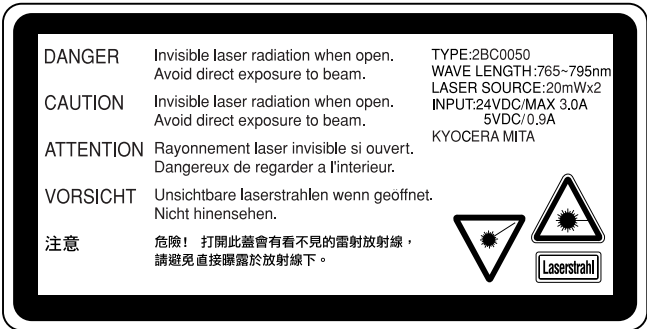 DANGER Invisible laser radiation when open.
Avoid direct exposure to beam.
CAUTION Invisible laser radiation when open.
Avoid direct exposure to beam.
ATTENTION Rayonnement laser invisible si ouvert.
Dangereux de regarder a l'interieur.
VORSICHT Unsichtbare laserstrahlen wenn geöffnet.
Nicht hinensehen.
注意 危險！ 打開此蓋會有看不見的雷射放射線，
請避免直接曝露於放射線下。
TYPE:2BC0050
WAVE LENGTH:765~795nm
LASER SOURCE:20mWx2
INPUT:24VDC/MAX 3.0A
5VDC/0.9A
KYOCERA MITA
Laserstrahl